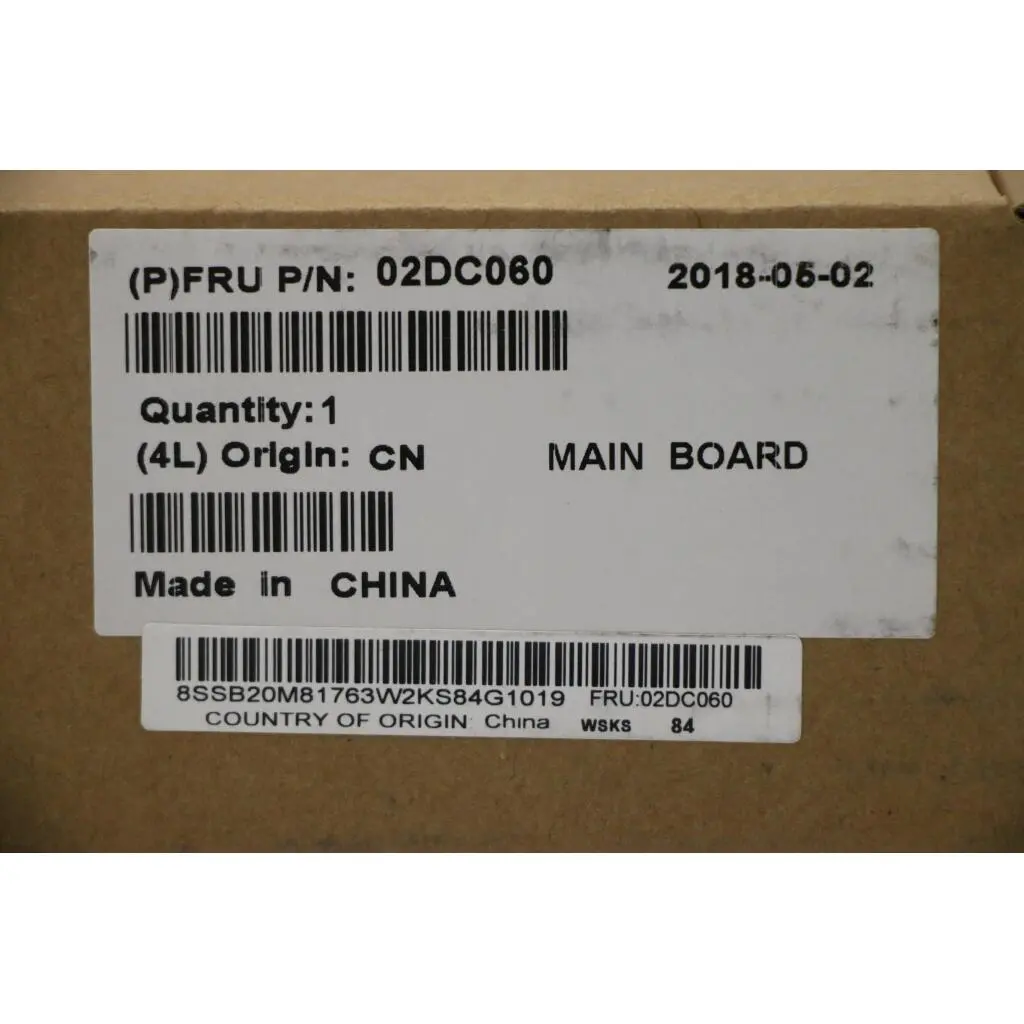 (P)FRU P/N: 02DC060 2018-05-02
Quantity:1
(4L) Origin: CN MAIN BOARD
Made in CHINA
8SSB20M81763W2KS84G1019 FRU:02DC060
COUNTRY OF ORIGIN: China WSKS 84